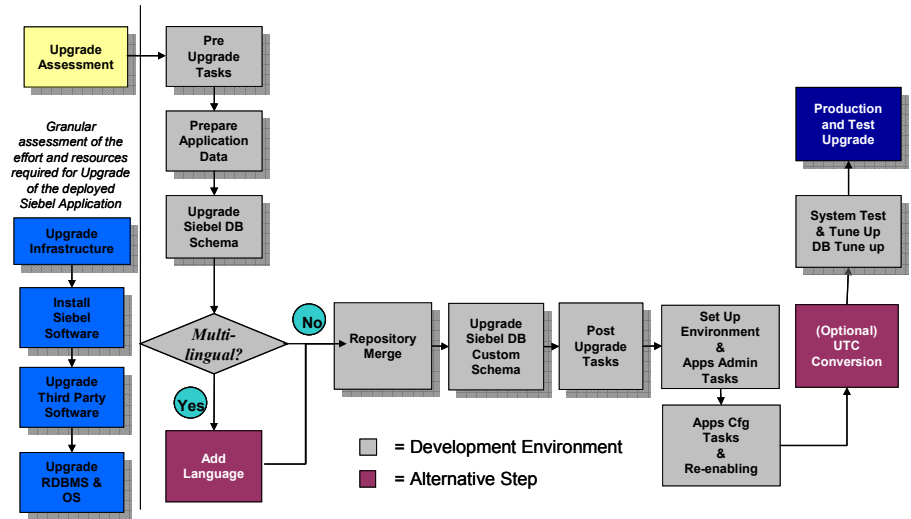 Upgrade
Assessment
Granular
assessment of the
effort and resources
required for Upgrade
of the deployed
Siebel Application
Upgrade
Infrastructure
Install
Siebel
Software
Upgrade
Third Party
Software
Upgrade
RDBMS &
OS
Pre
Upgrade
Tasks
Prepare
Application
Data
Upgrade
Siebel DB
Schema
Multi-
lingual?
No
Yes
Add
Language
Repository
Merge
Upgrade
Siebel DB
Custom
Schema
Post
Upgrade
Tasks
Set Up
Environment
&
Apps Admin
Tasks
Apps Cfg
Tasks
&
Re-enabling
(Optional)
UTC
Conversion
System Test
& Tune Up
DB Tune up
Production
and Test
Upgrade
= Development Environment
= Alternative Step